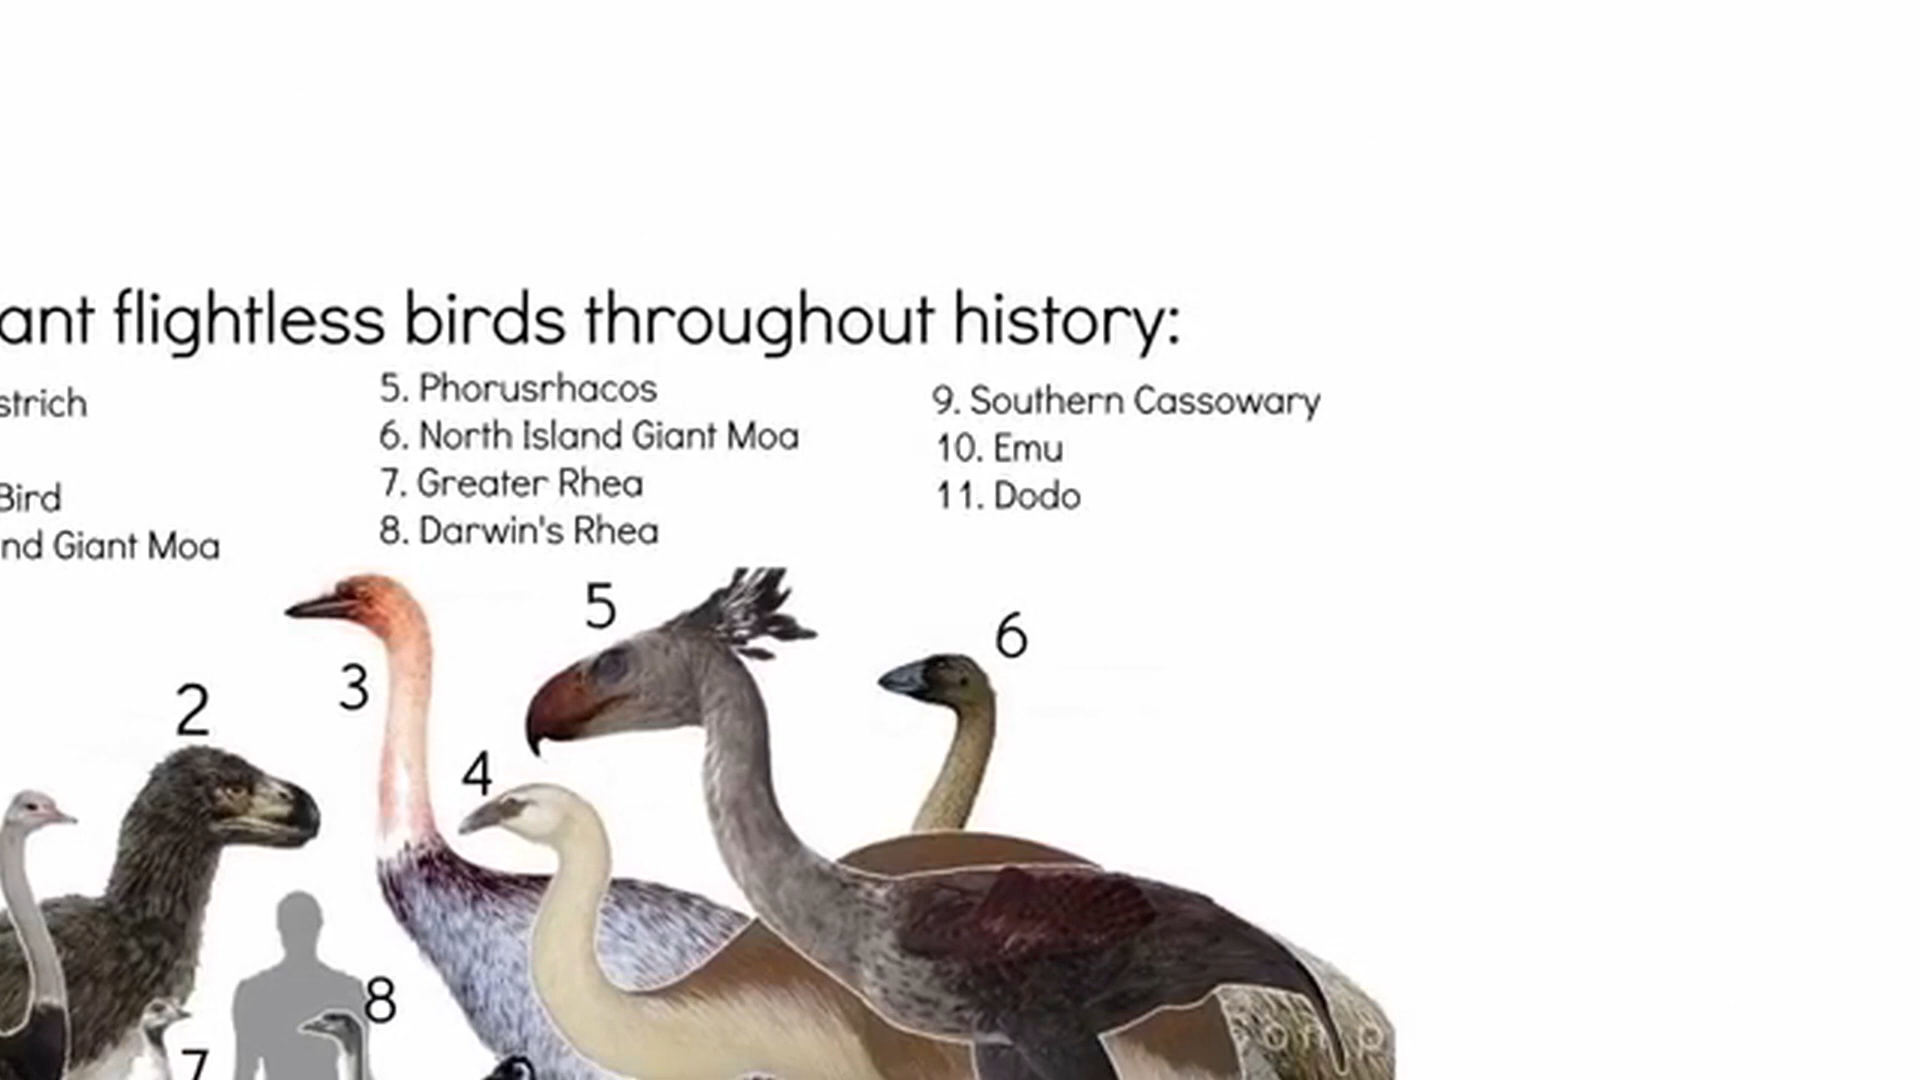 ant flightless birds throughout history:
strich
Bird
nd Giant Moa
5. Phorusrhacos
6. North Island Giant Moa
7. Greater Rhea
8. Darwin's Rhea
9. Southern Cassowary
10. Emu
11. Dodo
5
6
3
2
4
8
7